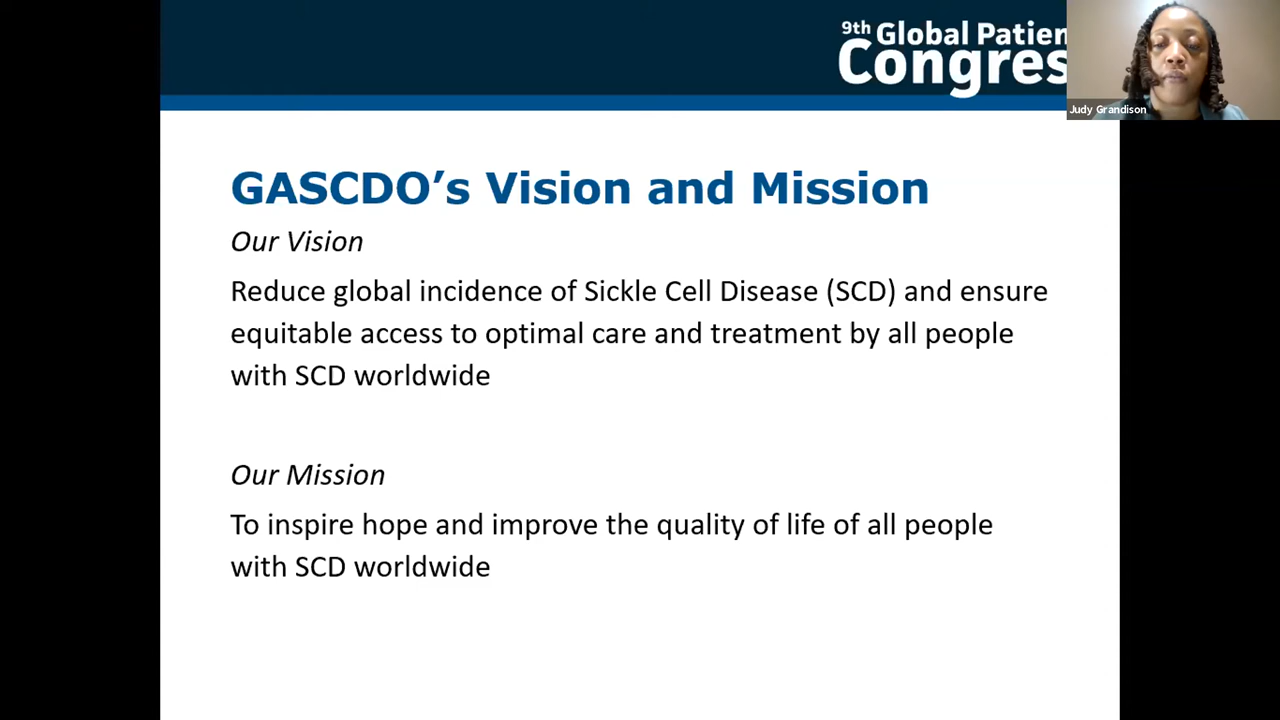 9th Global Patien
Congres
Judy Grandison
GASCDO’s Vision and Mission
Our Vision
Reduce global incidence of Sickle Cell Disease (SCD) and ensure
equitable access to optimal care and treatment by all people
with SCD worldwide
Our Mission
To inspire hope and improve the quality of life of all people
with SCD worldwide